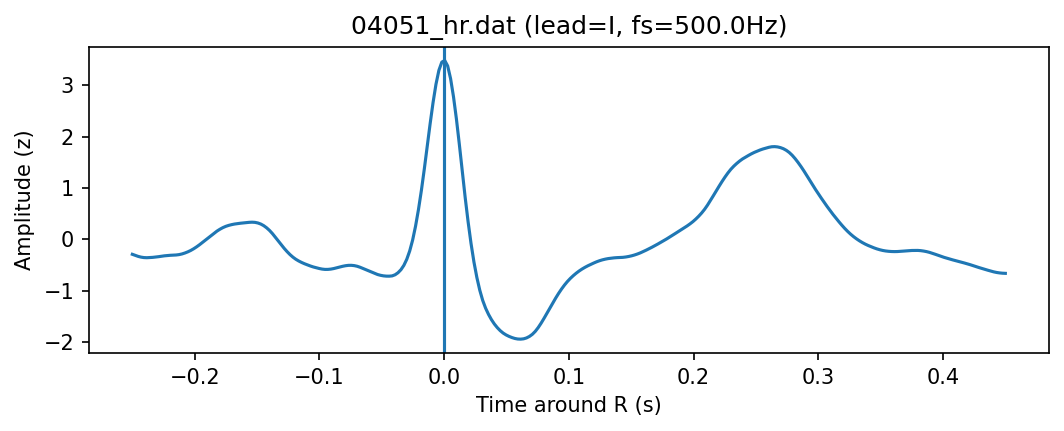 04051_hr.dat (lead=I, fs=500.0Hz)
Amplitude (z)
3
2
1
0
−1
−2
−0.2 −0.1 0.0 0.1 0.2 0.3 0.4
Time around R (s)